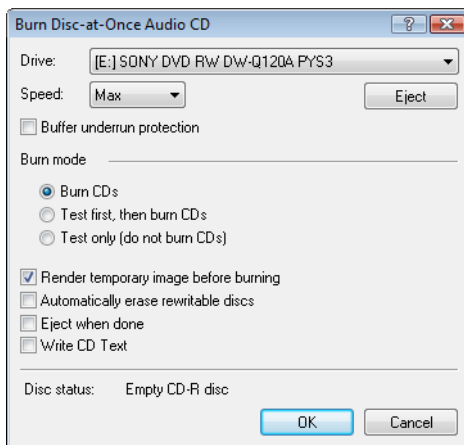 Burn Disc-at-Once Audio CD
Drive: [E:] SONY DVD RW DW-Q120A PYS3
Speed: Max Eject
Buffer underrun protection
Burn mode
Burn CDs
Test first, then burn CDs
Test only (do not burn CDs)
Render temporary image before burning
Automatically erase rewritable discs
Eject when done
Write CD Text
Disc status: Empty CD-R disc
OK Cancel